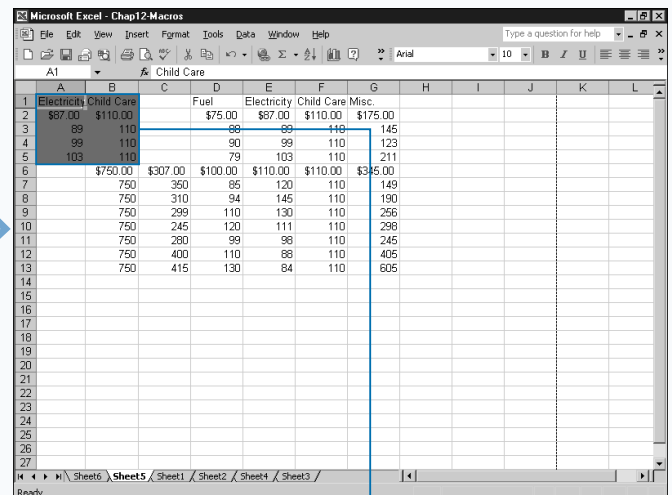 Microsoft Excel - Chap12-Macros
File Edit View Insert Format Tools Data Window Help Type a question for help
Arial 10 B I U
A1 fx Child Care
A B C D E F G H I J K L
1 Electricity Child Care Fuel Electricity Child Care Misc.
2 $87.00 $110.00 $75.00 $87.00 $110.00 $175.00
3 89 110 88 89 110 145
4 99 110 90 99 110 123
5 103 110 79 103 110 211
6 $750.00 $307.00 $100.00 $110.00 $110.00 $345.00
7 750 350 85 120 110 149
8 750 310 94 145 110 190
9 750 299 110 130 110 256
10 750 245 120 111 110 298
11 750 280 99 98 110 245
12 750 400 110 88 110 405
13 750 415 130 84 110 605
14
15
16
17
18
19
20
21
22
23
24
25
26
27
Sheet6 Sheet5 Sheet1 Sheet2 Sheet4 Sheet3
Ready